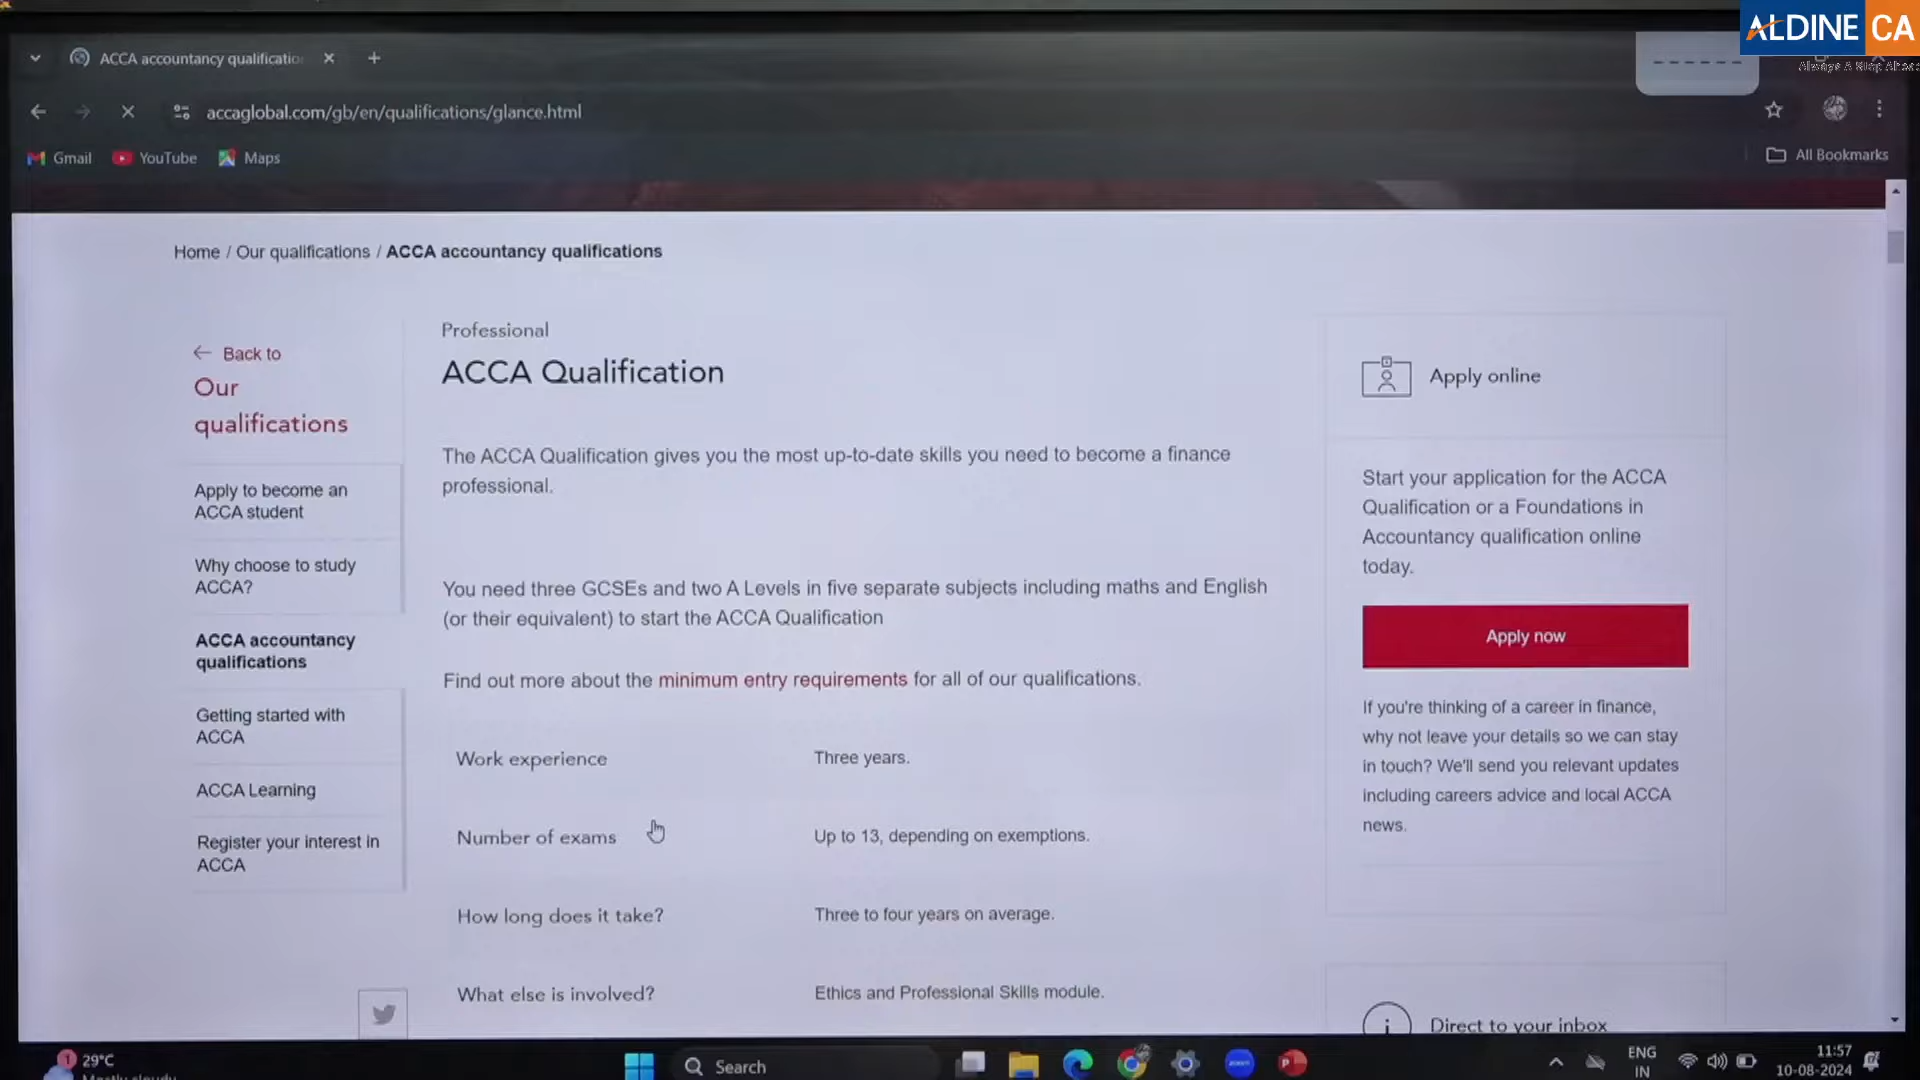 ALDINE CA
Always A Step Ahead
ACCA accountancy qualificatio
accaglobal.com/gb/en/qualifications/glance.html
Gmail
YouTube
Maps
All Bookmarks
Home / Our qualifications / ACCA accountancy qualifications
Back to
Our
qualifications
Apply to become an
ACCA student
Why choose to study
ACCA?
ACCA accountancy
qualifications
Getting started with
ACCA
ACCA Learning
Register your interest in
ACCA
Professional
ACCA Qualification
The ACCA Qualification gives you the most up-to-date skills you need to become a finance
professional.
You need three GCSEs and two A Levels in five separate subjects including maths and English
(or their equivalent) to start the ACCA Qualification
Find out more about the minimum entry requirements for all of our qualifications.
Work experience Three years.
Number of exams Up to 13, depending on exemptions.
How long does it take? Three to four years on average.
What else is involved? Ethics and Professional Skills module.
Apply online
Start your application for the ACCA
Qualification or a Foundations in
Accountancy qualification online
today.
Apply now
If you're thinking of a career in finance,
why not leave your details so we can stay
in touch? We'll send you relevant updates
including careers advice and local ACCA
news.
Direct to your inbox
1
29°C
Mostly cloudy
Search
zoom
ENG
IN
11:57
10-08-2024